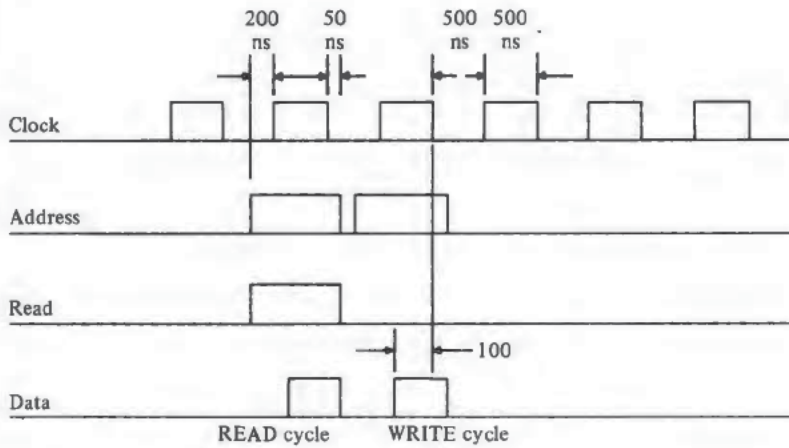 200 50 500 500
ns ns ns ns
Clock
Address
Read
100
Data
READ cycle WRITE cycle